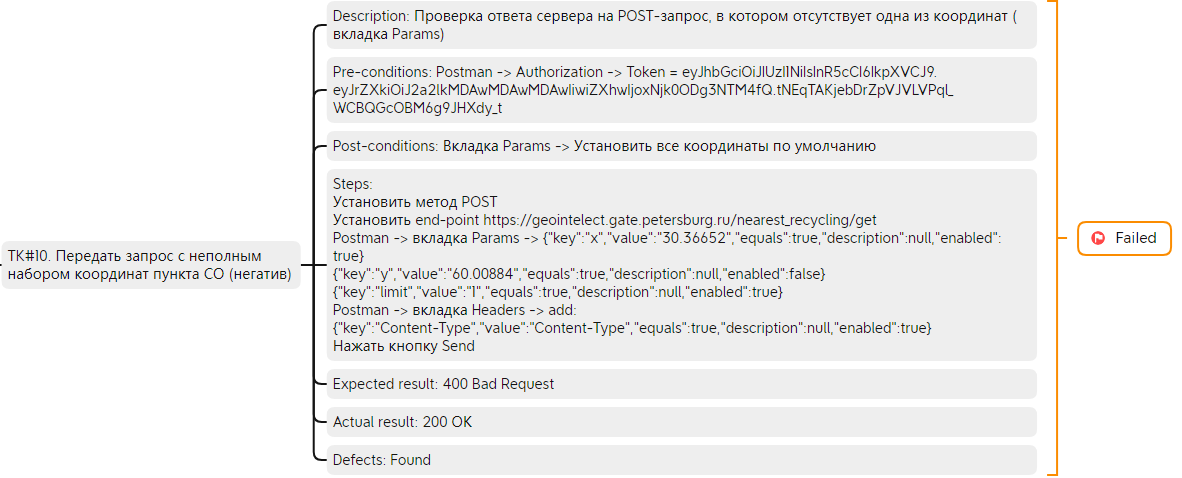 Description: Проверка ответа сервера на POST-запрос, в котором отсутствует одна из координат (
вкладка Params)
Pre-conditions: Postman -> Authorization -> Token = eyJhbGciOiJIUzI1NiIsInR5cCI6IkpXVCJ9.
eyJrZXkiOiJ2a2lkMDAwMDAwMDAwIiwiZXhwIjoxNjk0ODg3NTM4fQ.tNEqTAKjebDrZpVJVLVPqI_
WCBQGcOBM6g9JHXdy_t
Post-conditions: Вкладка Params -> Установить все координаты по умолчанию
Steps:
Установить метод POST
Установить end-point https://geointelect.gate.petersburg.ru/nearest_recycling/get
Postman -> вкладка Params -> {"key":"x","value":"30.36652","equals":true,"description":null,"enabled":
true}
{"key":"y","value":"60.00884","equals":true,"description":null,"enabled":false}
{"key":"limit","value":"1","equals":true,"description":null,"enabled":true}
Postman -> вкладка Headers -> add:
{"key":"Content-Type","value":"Content-Type","equals":true,"description":null,"enabled":true}
Нажать кнопку Send
Expected result: 400 Bad Request
Actual result: 200 OK
Defects: Found
ТК#10. Передать запрос с неполным
набором координат пункта СО (негатив)
Failed